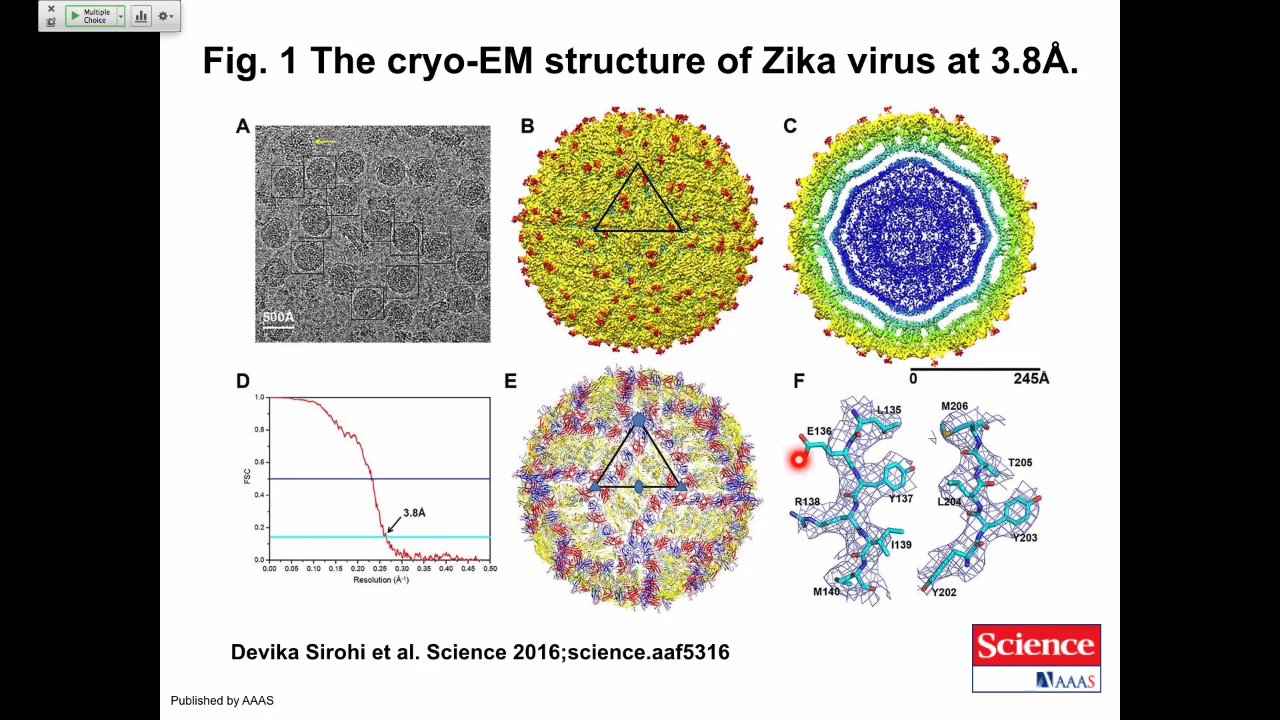 Multiple
Choice
Fig. 1 The cryo-EM structure of Zika virus at 3.8Å.
A
500Å
B
C
0 245Å
D
1.0
0.8
0.6
0.4
0.2
0.0
FSC
3.8Å
0.00 0.05 0.10 0.15 0.20 0.25 0.30 0.35 0.40 0.45 0.50
Resolution (Å⁻¹)
E
F
L135
E136
Y137
R138
I139
M140
M206
T205
L204
Y203
Y202
Devika Sirohi et al. Science 2016;science.aaf5316
Science
AAAS
Published by AAAS